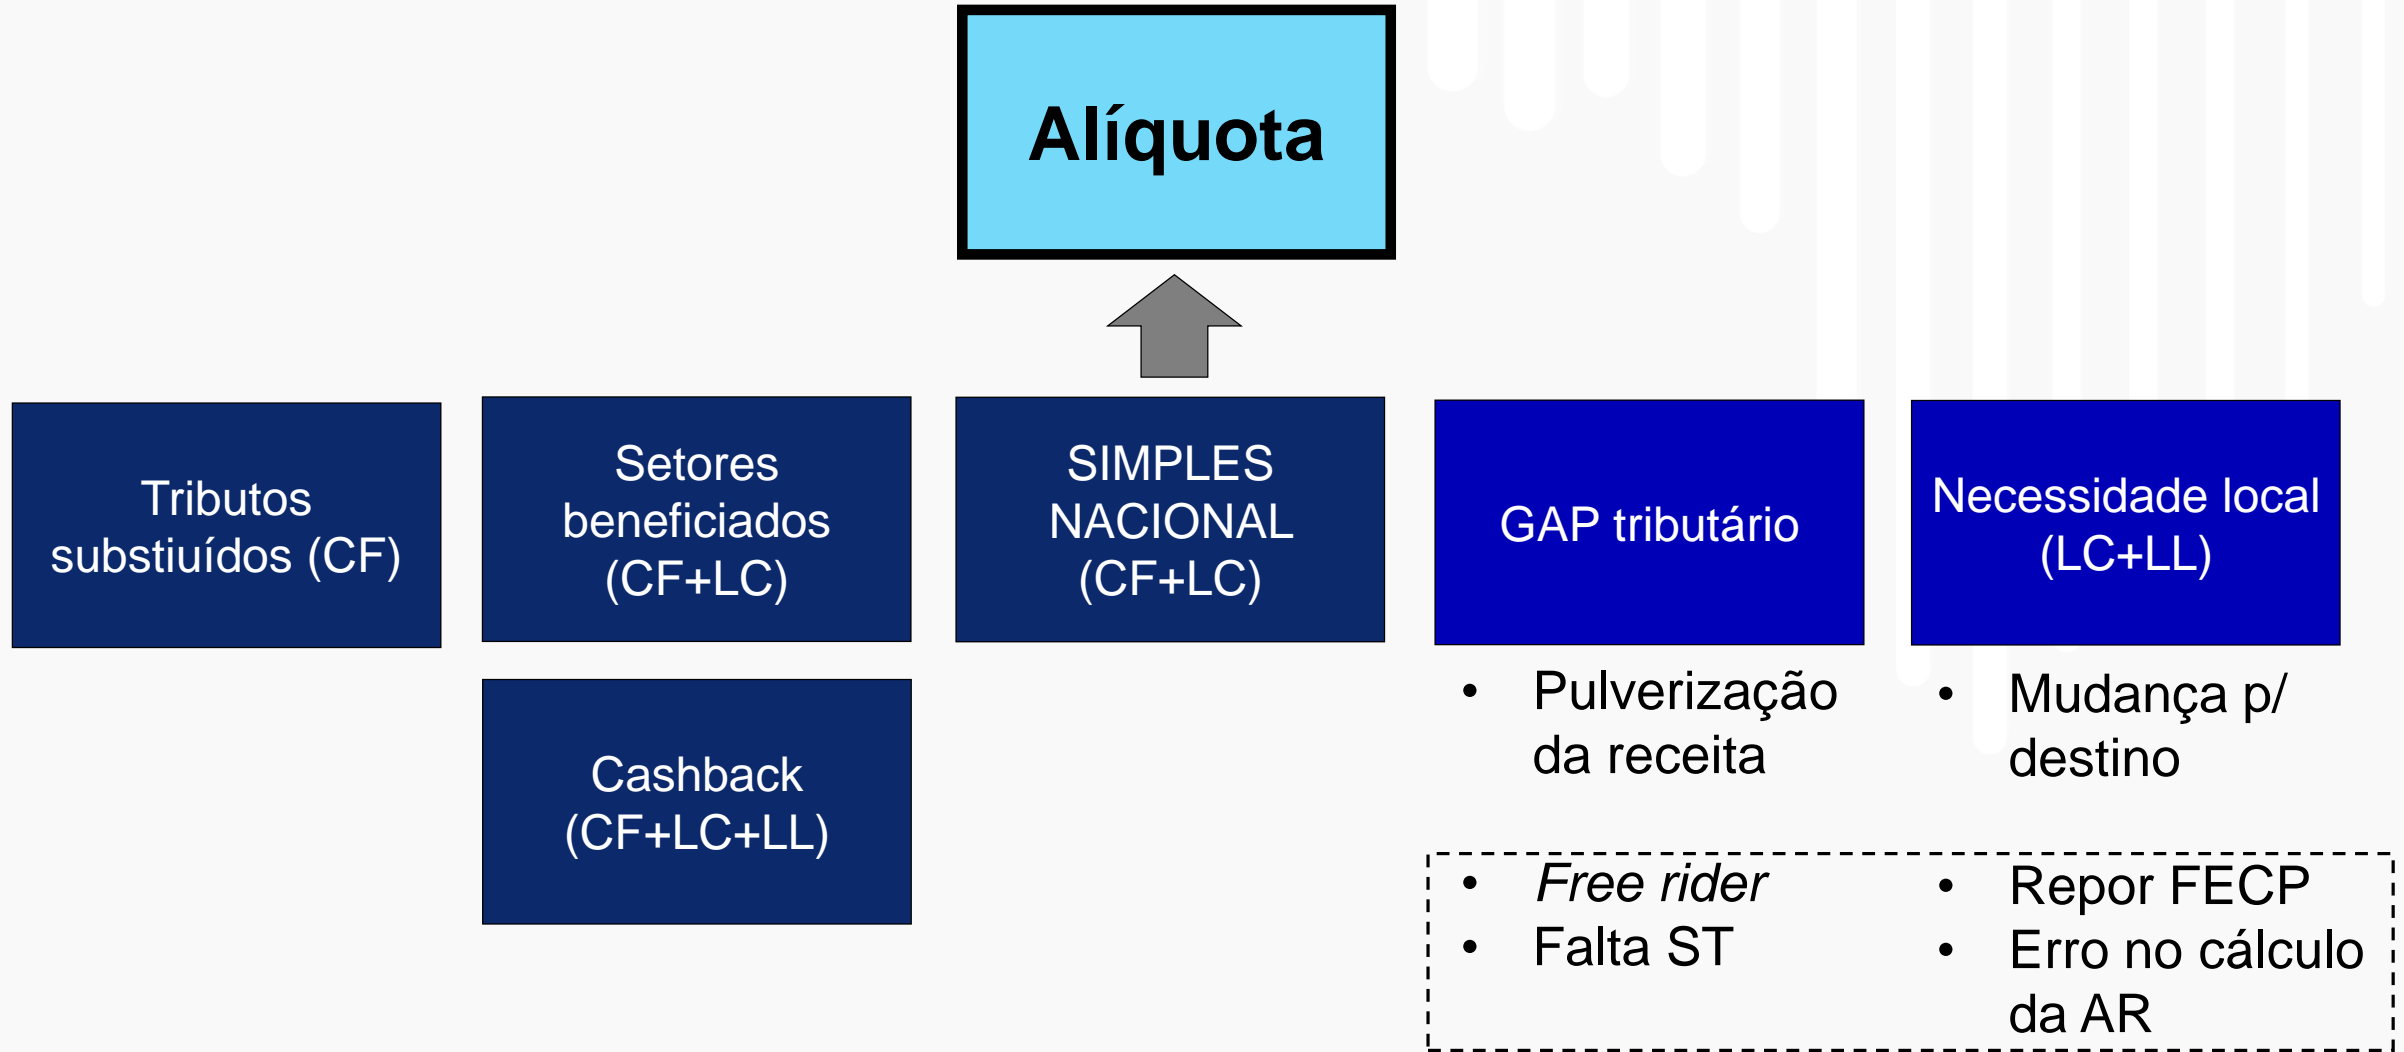 Alíquota
Tributos
substiuídos (CF)
Setores
beneficiados
(CF+LC)
SIMPLES
NACIONAL
(CF+LC)
GAP tributário
Necessidade local
(LC+LL)
Cashback
(CF+LC+LL)
• Pulverização
da receita
• Free rider
• Falta ST
• Mudança p/
destino
• Repor FECP
• Erro no cálculo
da AR